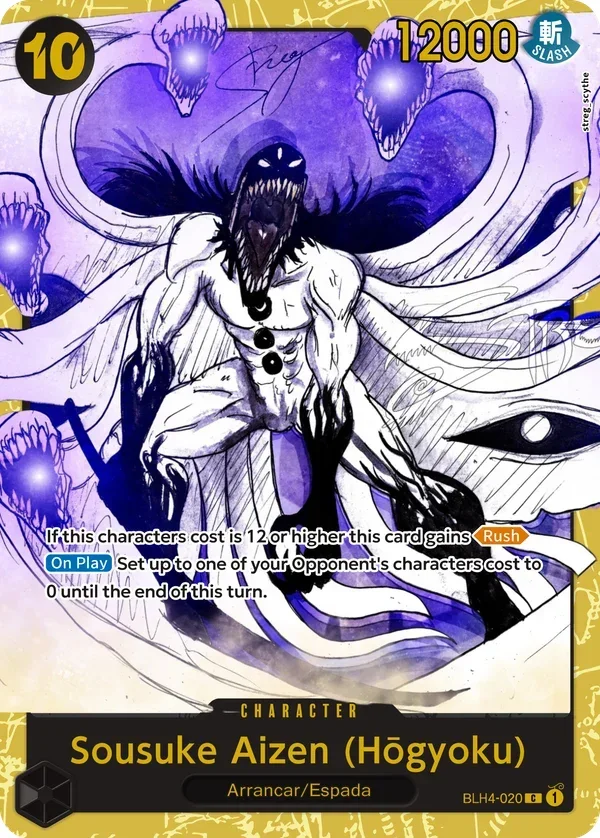 10
12000
斬
SLASH
streg_scythe
If this characters cost is 12 or higher this card gains Rush
On Play Set up to one of your Opponent's characters cost to
0 until the end of this turn.
CHARACTER
Sousuke Aizen (Hōgyoku)
Arrancar/Espada
BLH4-020 C 1